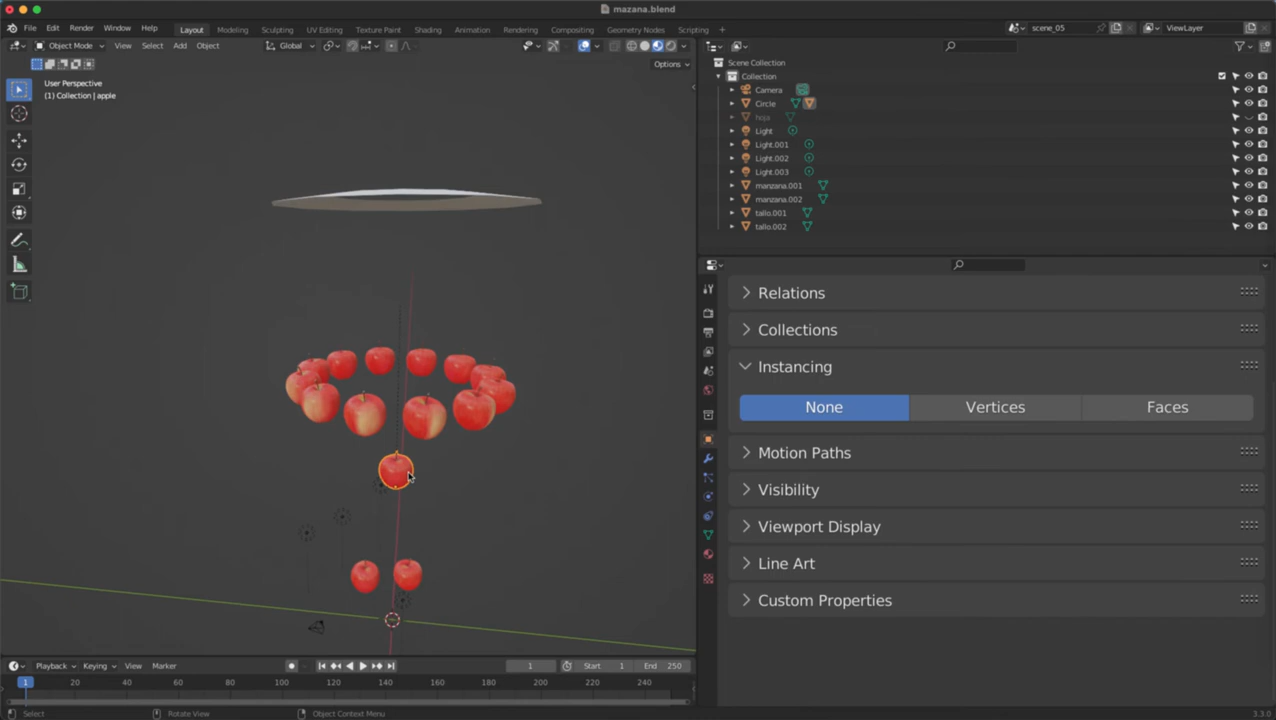 mazana.blend
File Edit Render Window Help Layout Modeling Sculpting UV Editing Texture Paint Shading Animation Rendering Compositing Geometry Nodes Scripting + scene_05 ViewLayer
Object Mode View Select Add Object Global
Options
User Perspective
(1) Collection | apple
Scene Collection
Collection
Camera
Circle
hoja
Light
Light.001
Light.002
Light.003
manzana.001
manzana.002
tallo.001
tallo.002
Relations
Collections
Instancing
None Vertices Faces
Motion Paths
Visibility
Viewport Display
Line Art
Custom Properties
Playback Keying View Marker 1 Start 1 End 250
1 20 40 60 80 100 120 140 160 180 200 220 240
Select Rotate View Object Context Menu 3.3.0